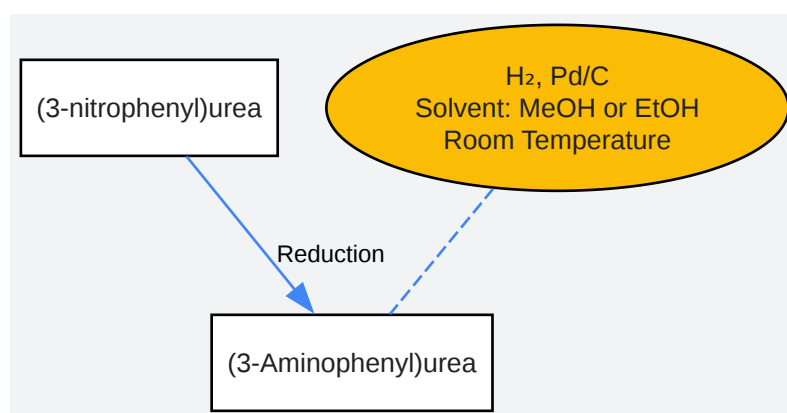 (3-nitrophenyl)urea
H₂, Pd/C
Solvent: MeOH or EtOH
Room Temperature
Reduction
(3-Aminophenyl)urea